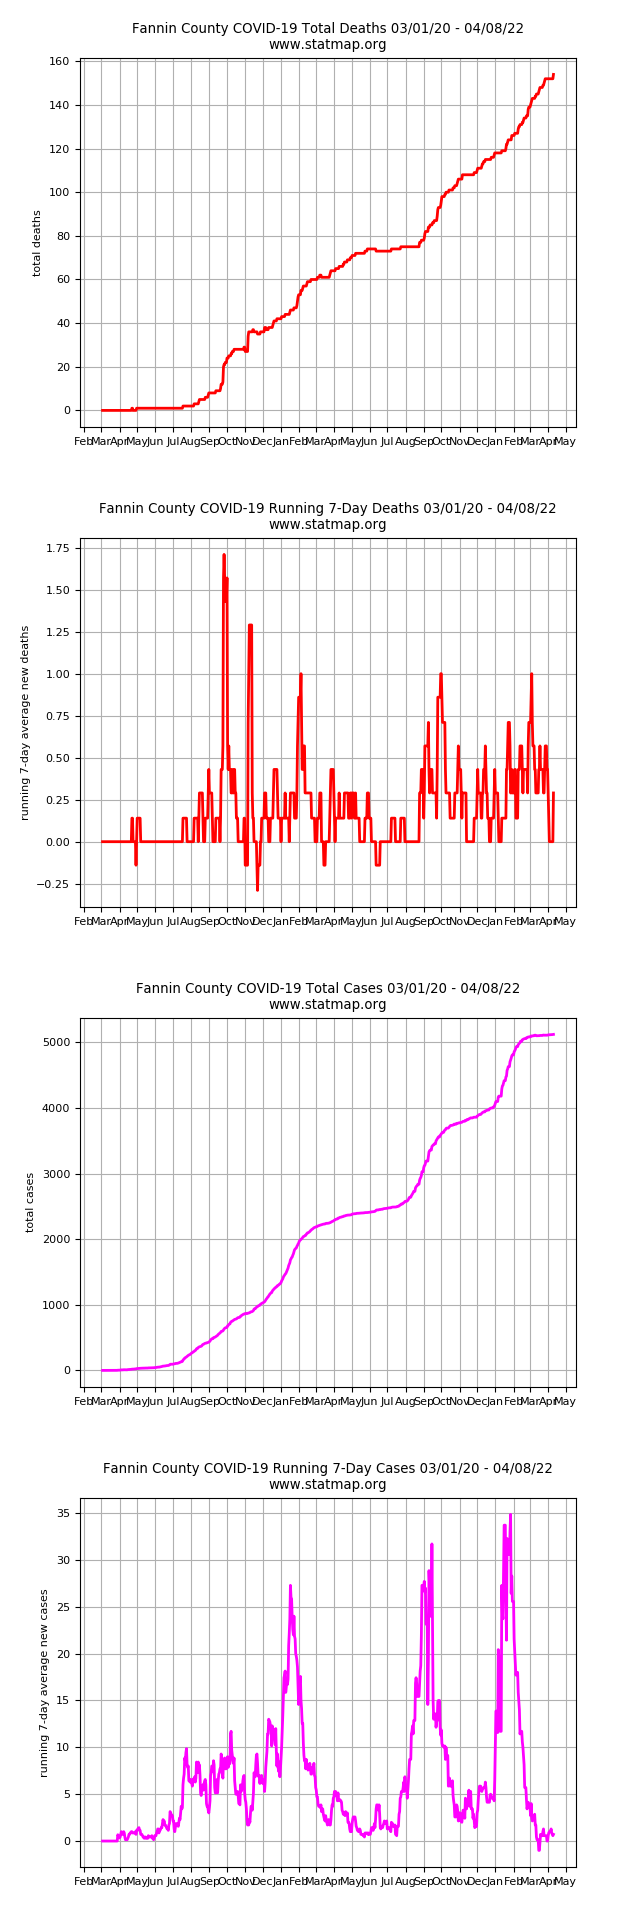 Fannin County COVID-19 Total Deaths 03/01/20 - 04/08/22
www.statmap.org
160
140
120
100
80
60
40
20
0
total deaths
Feb Mar Apr May Jun Jul Aug Sep Oct Nov Dec Jan Feb Mar Apr May Jun Jul Aug Sep Oct Nov Dec Jan Feb Mar Apr May
Fannin County COVID-19 Running 7-Day Deaths 03/01/20 - 04/08/22
www.statmap.org
1.75
1.50
1.25
1.00
0.75
0.50
0.25
0.00
−0.25
running 7-day average new deaths
Feb Mar Apr May Jun Jul Aug Sep Oct Nov Dec Jan Feb Mar Apr May Jun Jul Aug Sep Oct Nov Dec Jan Feb Mar Apr May
Fannin County COVID-19 Total Cases 03/01/20 - 04/08/22
www.statmap.org
5000
4000
3000
2000
1000
0
total cases
Feb Mar Apr May Jun Jul Aug Sep Oct Nov Dec Jan Feb Mar Apr May Jun Jul Aug Sep Oct Nov Dec Jan Feb Mar Apr May
Fannin County COVID-19 Running 7-Day Cases 03/01/20 - 04/08/22
www.statmap.org
35
30
25
20
15
10
5
0
running 7-day average new cases
Feb Mar Apr May Jun Jul Aug Sep Oct Nov Dec Jan Feb Mar Apr May Jun Jul Aug Sep Oct Nov Dec Jan Feb Mar Apr May